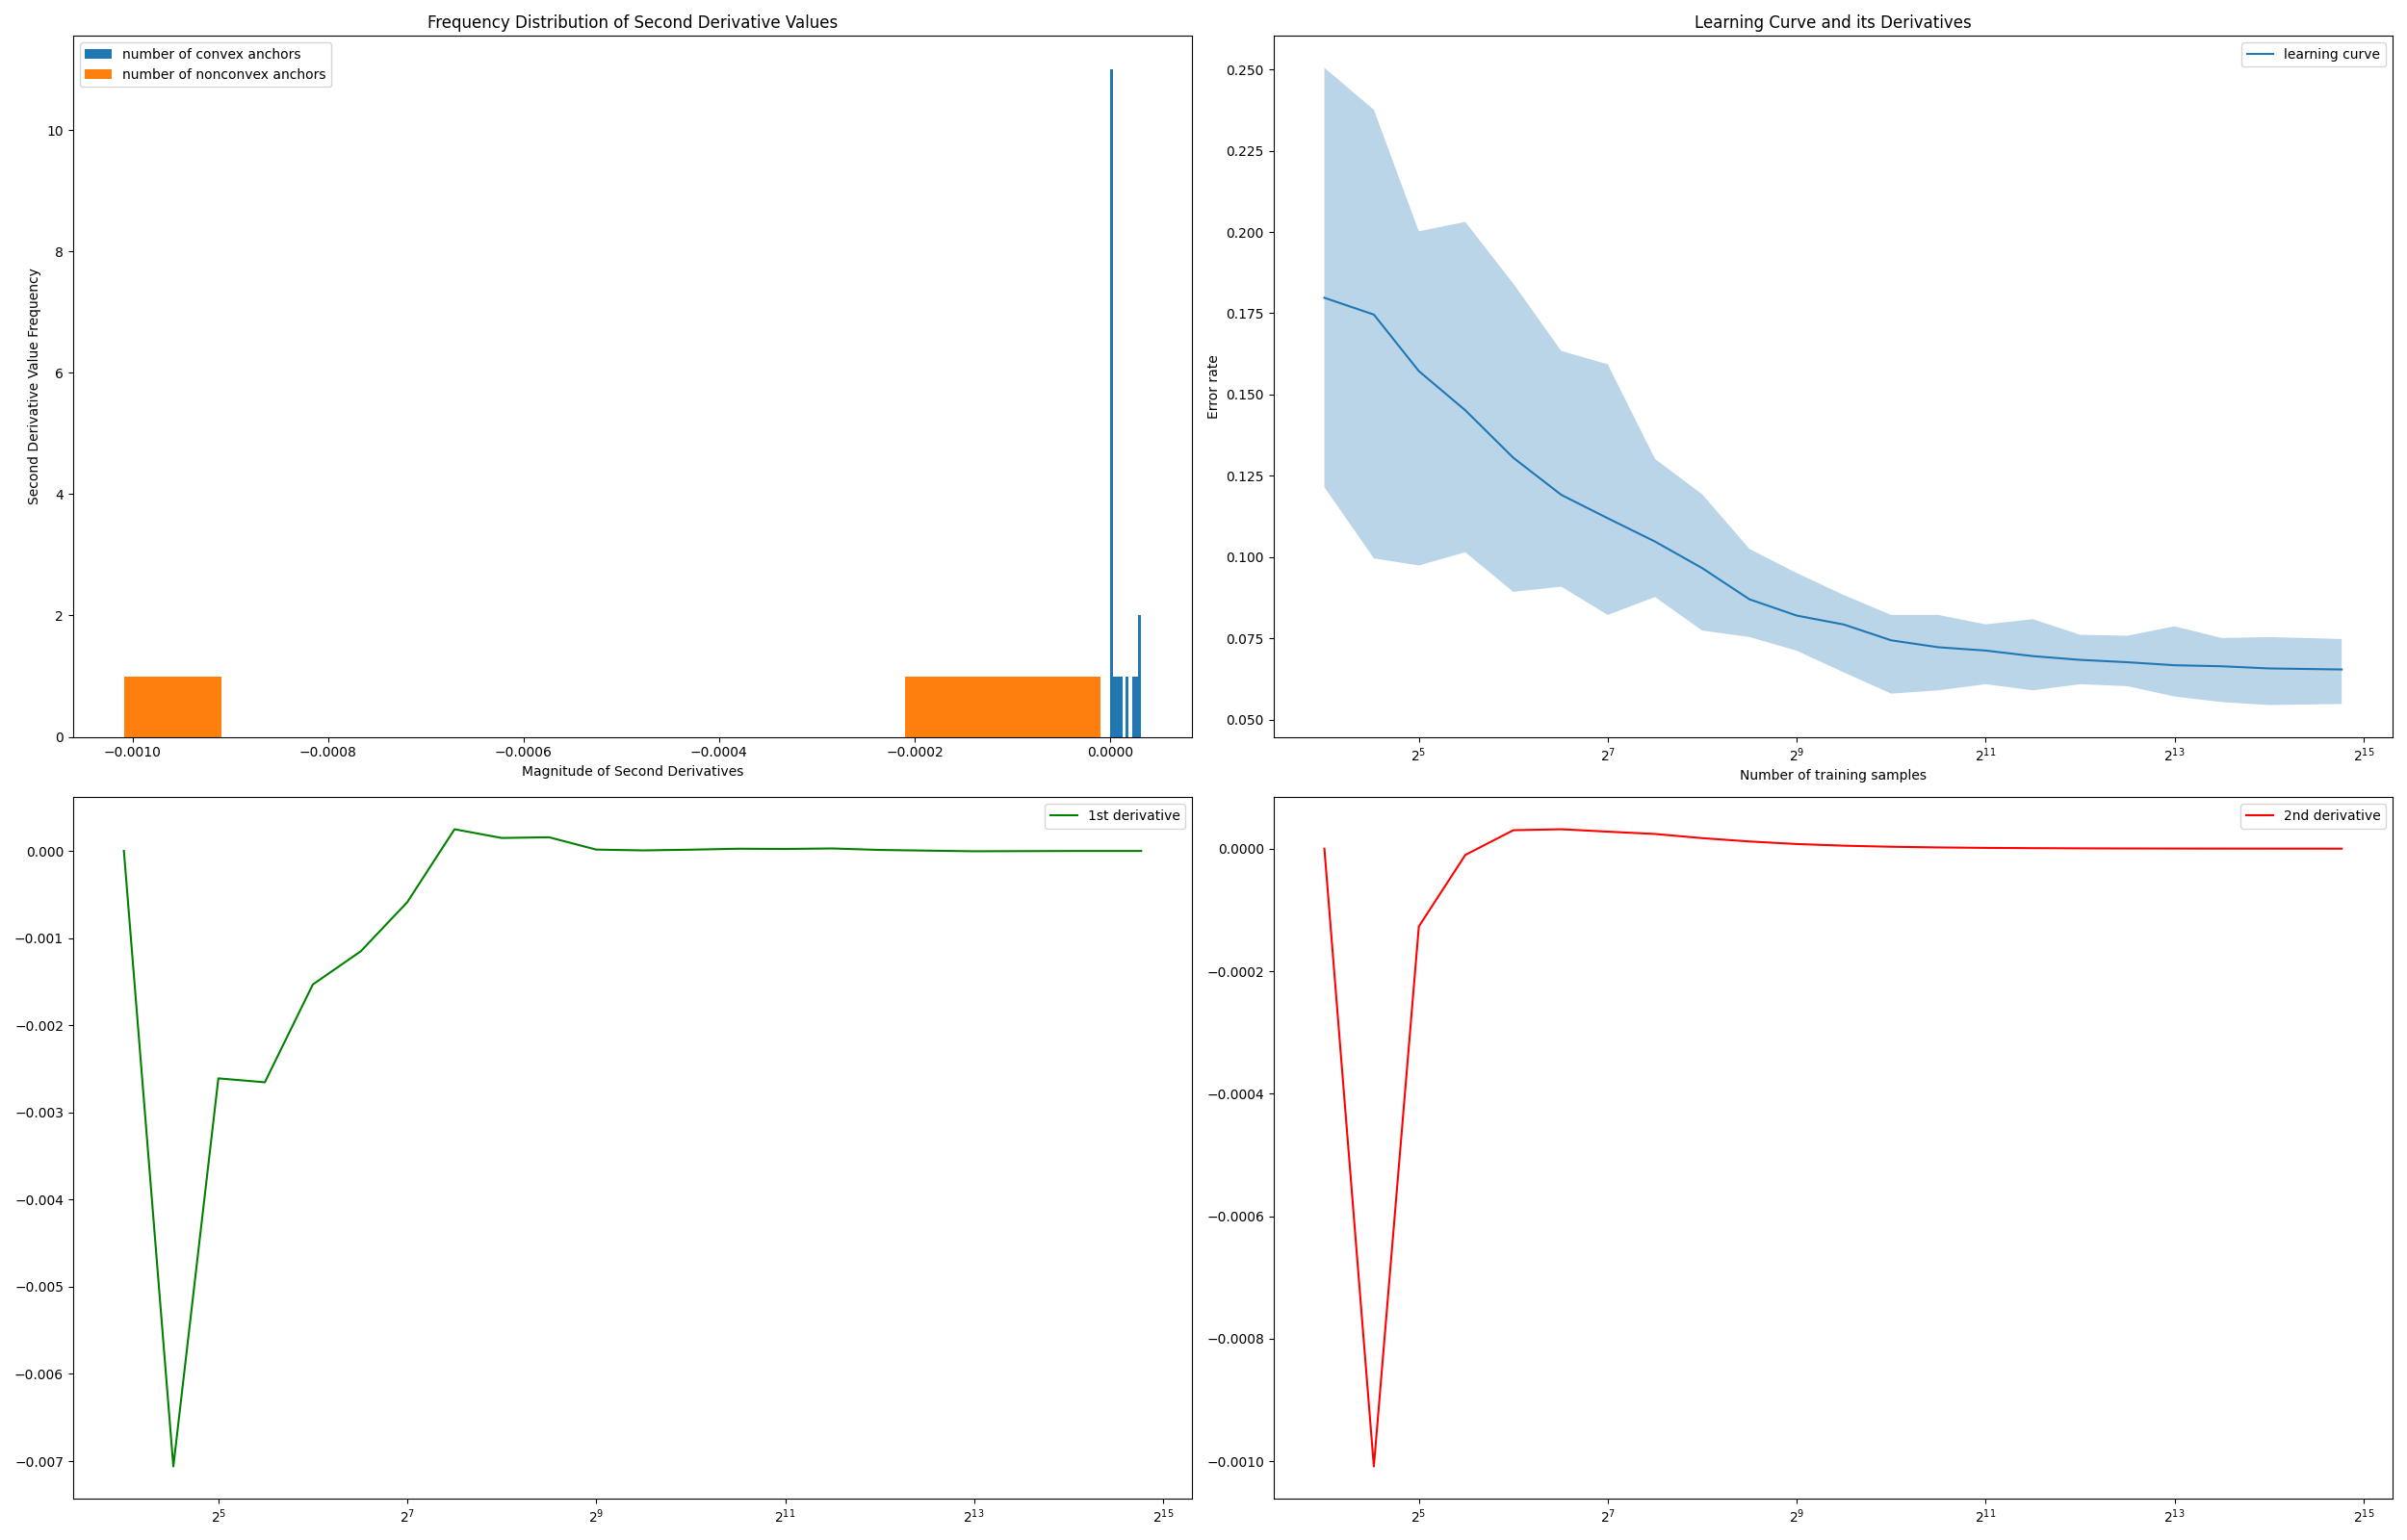 Frequency Distribution of Second Derivative Values
number of convex anchors
number of nonconvex anchors
Second Derivative Value Frequency
10
8
6
4
2
0
−0.0010 −0.0008 −0.0006 −0.0004 −0.0002 0.0000
Magnitude of Second Derivatives
Learning Curve and its Derivatives
learning curve
Error rate
0.250
0.225
0.200
0.175
0.150
0.125
0.100
0.075
0.050
2^5 2^7 2^9 2^11 2^13 2^15
Number of training samples
1st derivative
0.000
−0.001
−0.002
−0.003
−0.004
−0.005
−0.006
−0.007
2^5 2^7 2^9 2^11 2^13 2^15
2nd derivative
0.0000
−0.0002
−0.0004
−0.0006
−0.0008
−0.0010
2^5 2^7 2^9 2^11 2^13 2^15